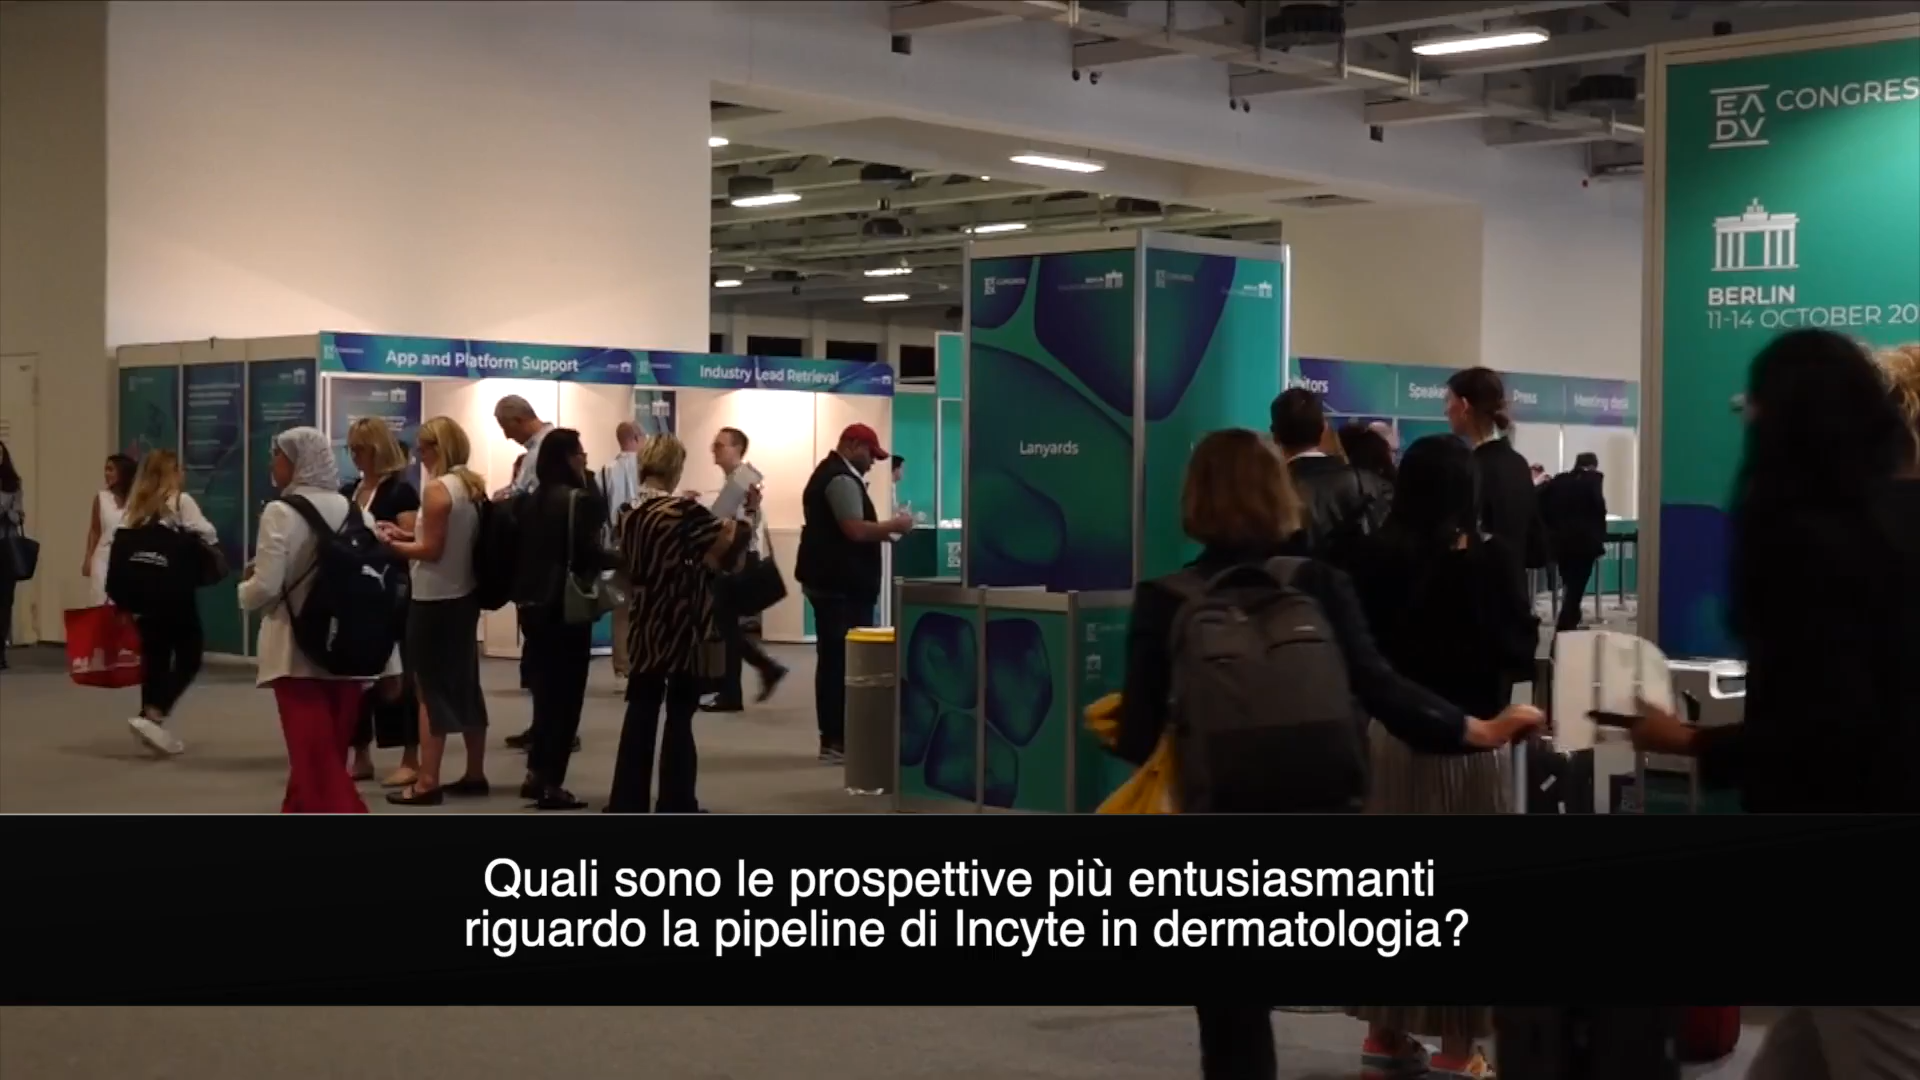 EADV CONGRES
BERLIN
11-14 OCTOBER 20
App and Platform Support
Industry Lead Retrieval
Lanyards
Press
Meeting desk
Quali sono le prospettive più entusiasmanti
riguardo la pipeline di Incyte in dermatologia?